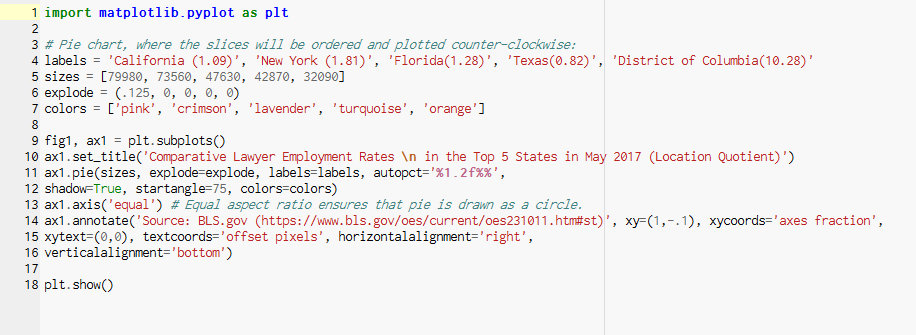 1 import matplotlib.pyplot as plt
2
3 # Pie chart, where the slices will be ordered and plotted counter-clockwise:
4 labels = 'California (1.09)', 'New York (1.81)', 'Florida(1.28)', 'Texas(0.82)', 'District of Columbia(10.28)'
5 sizes = [79980, 73560, 47630, 42870, 32090]
6 explode = (.125, 0, 0, 0, 0)
7 colors = ['pink', 'crimson', 'lavender', 'turquoise', 'orange']
8
9 fig1, ax1 = plt.subplots()
10 ax1.set_title('Comparative Lawyer Employment Rates \n in the Top 5 States in May 2017 (Location Quotient)')
11 ax1.pie(sizes, explode=explode, labels=labels, autopct='%1.2f%%',
12 shadow=True, startangle=75, colors=colors)
13 ax1.axis('equal') # Equal aspect ratio ensures that pie is drawn as a circle.
14 ax1.annotate('Source: BLS.gov (https://www.bls.gov/oes/current/oes231011.htm#st)', xy=(1,-.1), xycoords='axes fraction',
15 xytext=(0,0), textcoords='offset pixels', horizontalalignment='right',
16 verticalalignment='bottom')
17
18 plt.show()